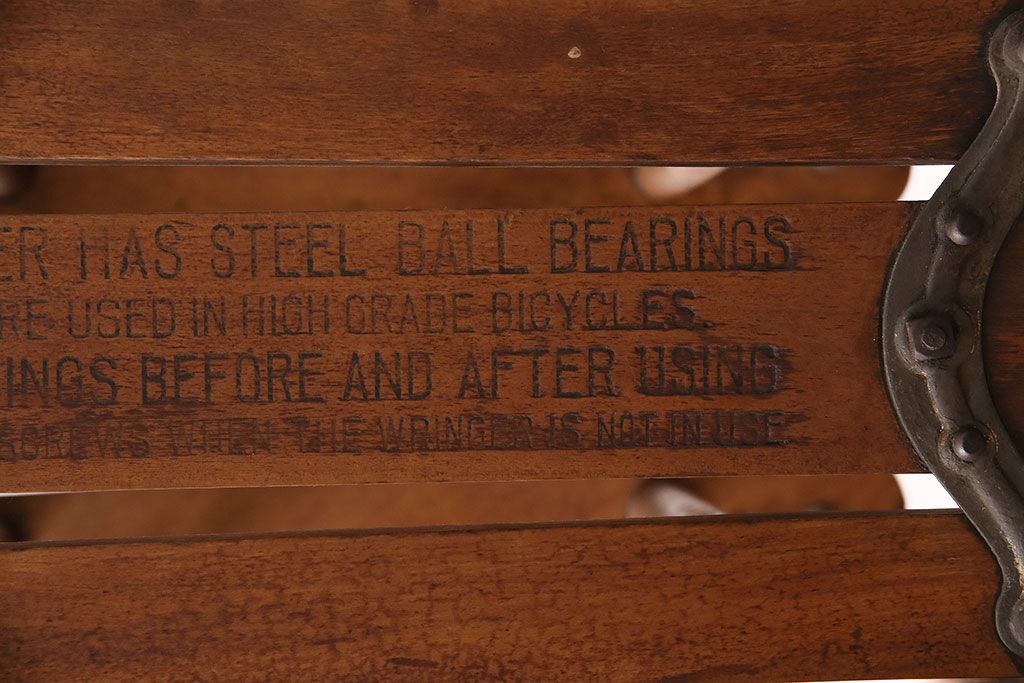 ER HAS STEEL BALL BEARINGS
RE USED IN HIGH GRADE BICYCLES.
INGS BEFORE AND AFTER USING
SCREWS WHEN THE WRINGER IS NOT IN USE